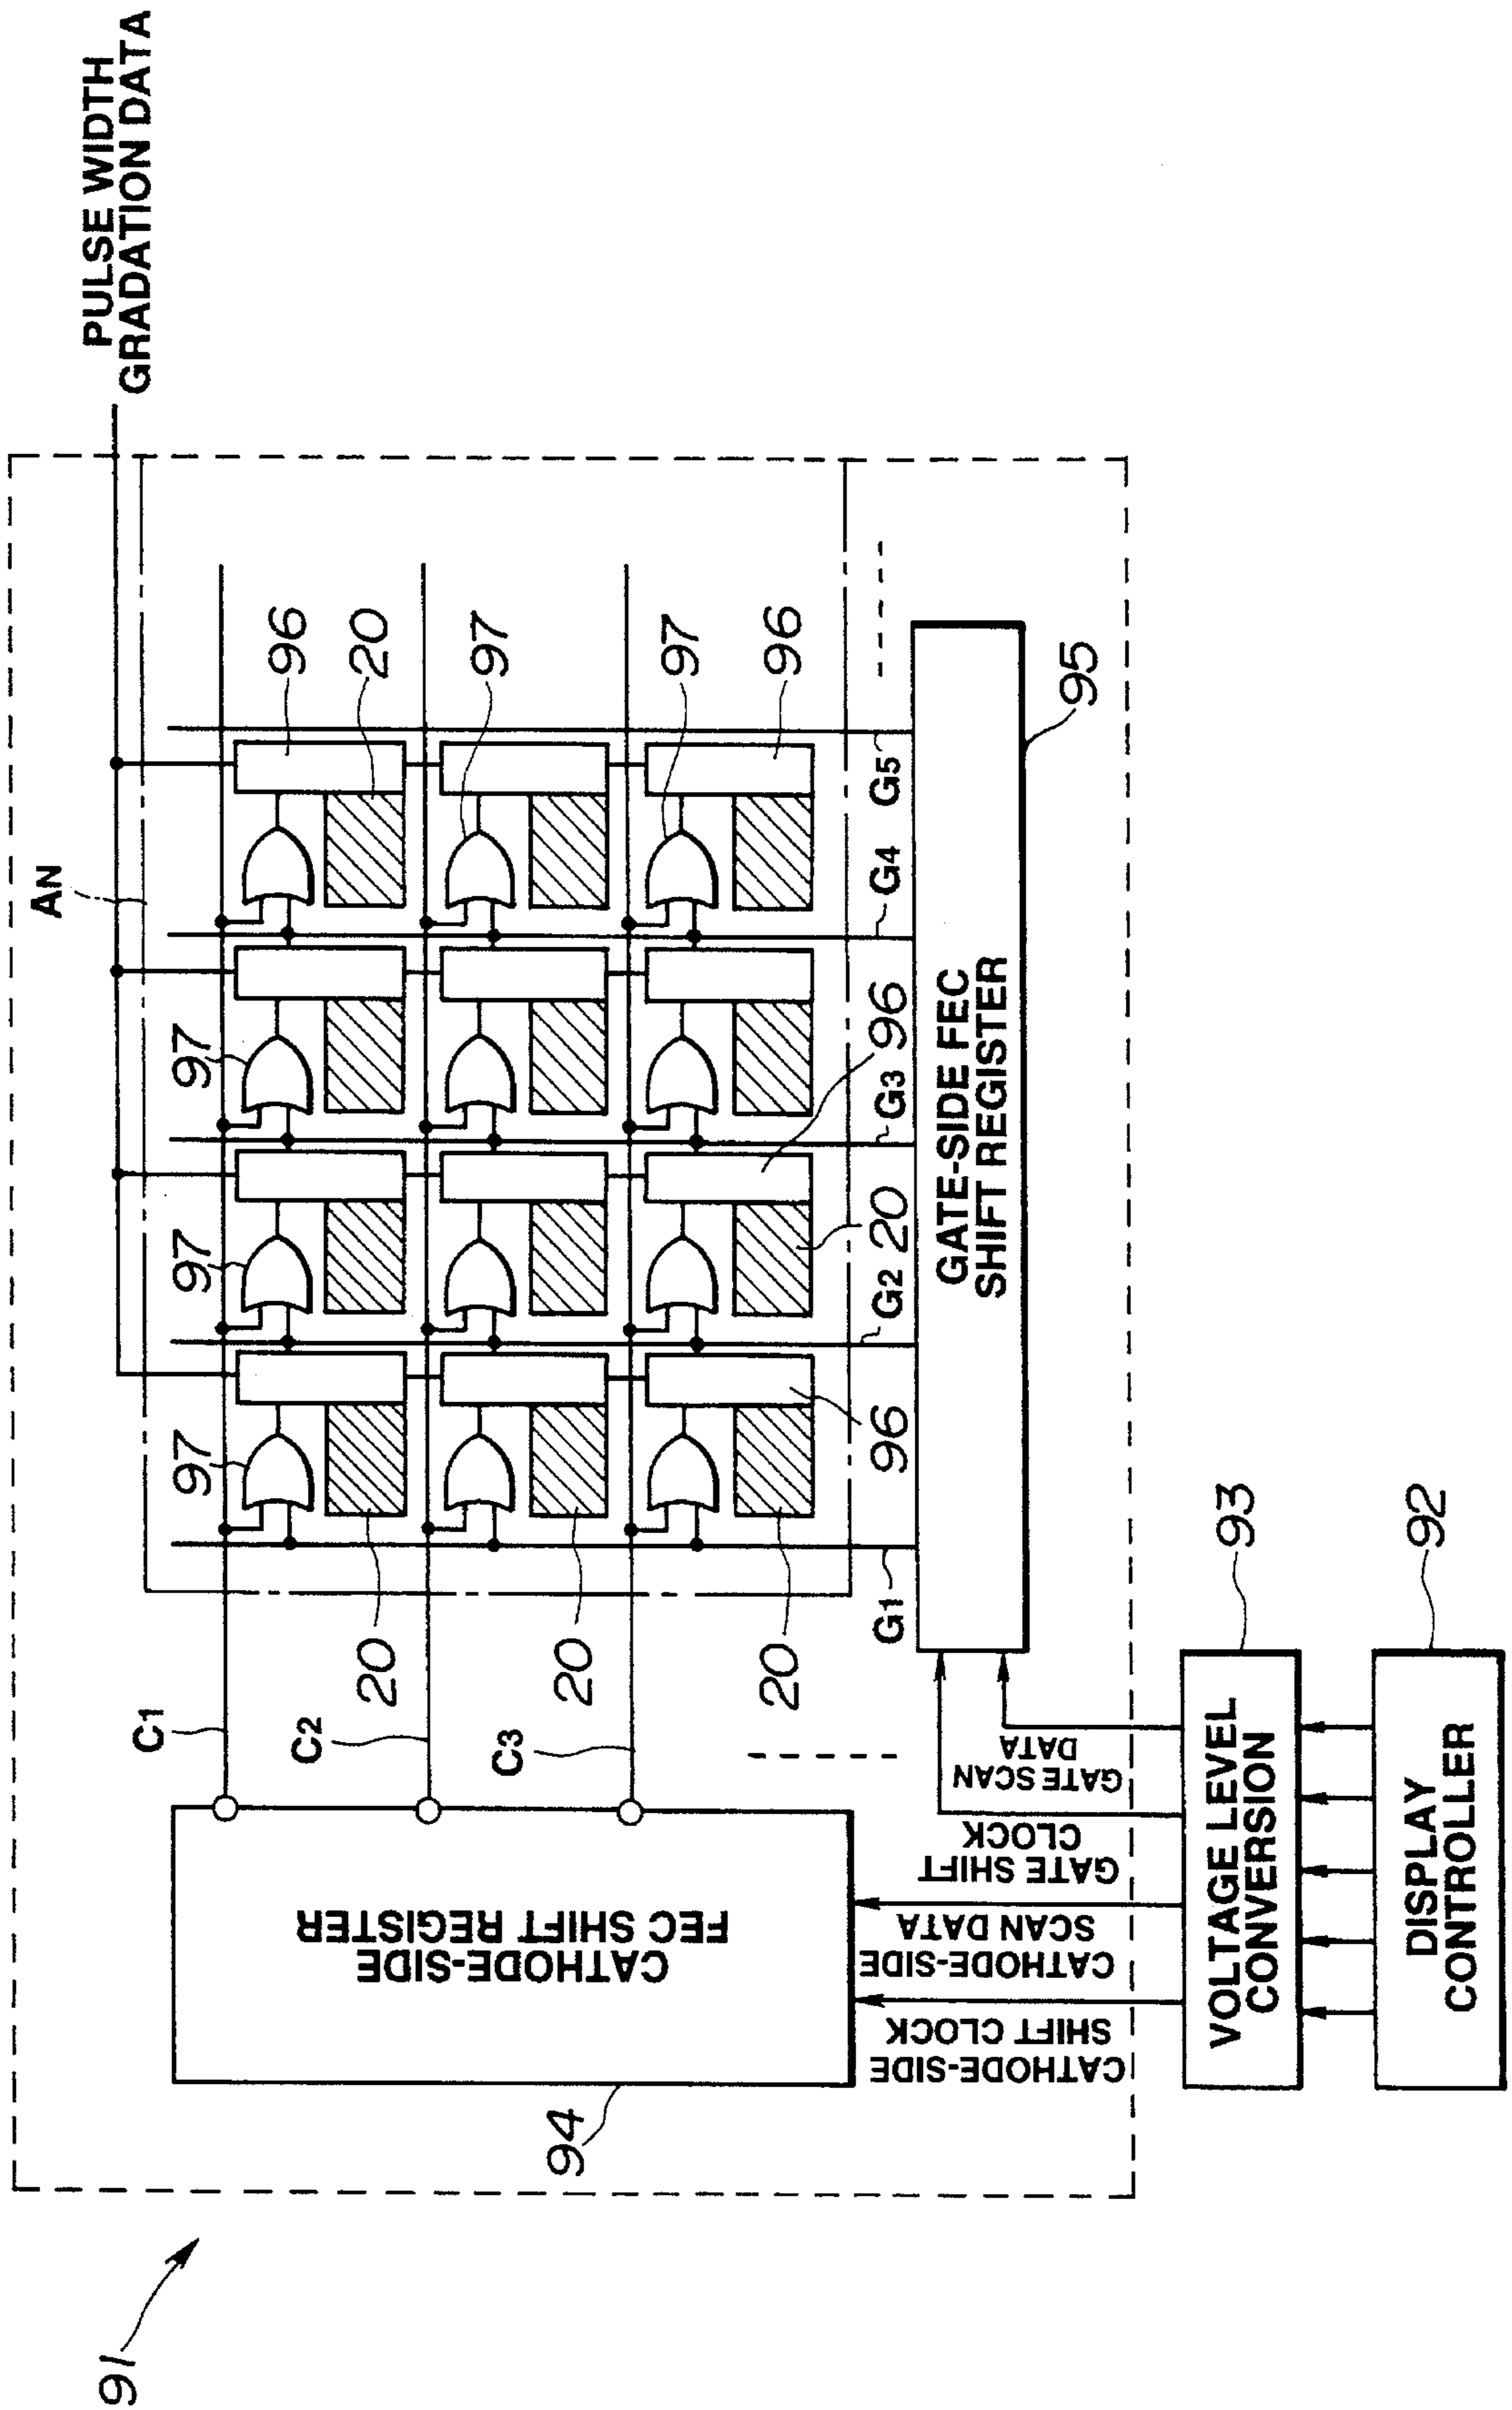 PULSE WIDTH
GRADATION DATA
AN
96
20
97
97
96
97
97
97
96
20
96
20
20
20
C1
C2
C3
G1
G2
G3
G4
G5
95
GATE-SIDE FEC
SHIFT REGISTER
CATHODE-SIDE
FEC SHIFT REGISTER
94
91
CATHODE-SIDE
SHIFT CLOCK
CATHODE-SIDE
SCAN DATA
GATE SHIFT
CLOCK
GATE SCAN
DATA
VOLTAGE LEVEL
CONVERSION
93
DISPLAY
CONTROLLER
92